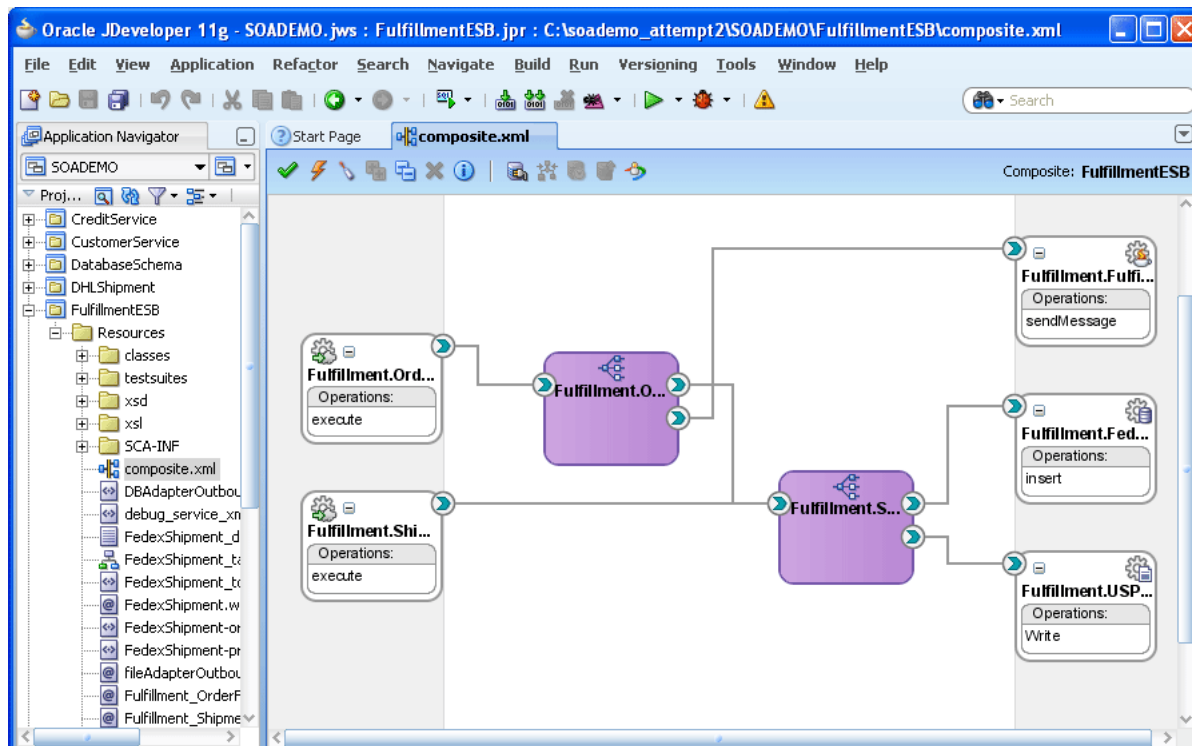 Oracle JDeveloper 11g - SOADEMO.jws : FulfillmentESB.jpr : C:\soademo_attempt2\SOADEMO\FulfillmentESB\composite.xml
File Edit View Application Refactor Search Navigate Build Run Versioning Tools Window Help
Search
Application Navigator
Start Page
composite.xml
SOADEMO
Composite: FulfillmentESB
Proj...
CreditService
CustomerService
DatabaseSchema
DHLShipment
FulfillmentESB
Resources
classes
testsuites
xsd
xsl
SCA-INF
composite.xml
DBAdapterOutbou
debug_service_xn
FedexShipment_d
FedexShipment_ta
FedexShipment_to
FedexShipment.w
FedexShipment-or
FedexShipment-pr
fileAdapterOutbou
Fulfillment_OrderF
Fulfillment_Shipme
Fulfillment.Ord...
Operations:
execute
Fulfillment.Shi...
Operations:
execute
Fulfillment.O...
Fulfillment.S...
Fulfillment.Fulfi...
Operations:
sendMessage
Fulfillment.Fed...
Operations:
insert
Fulfillment.USP...
Operations:
Write